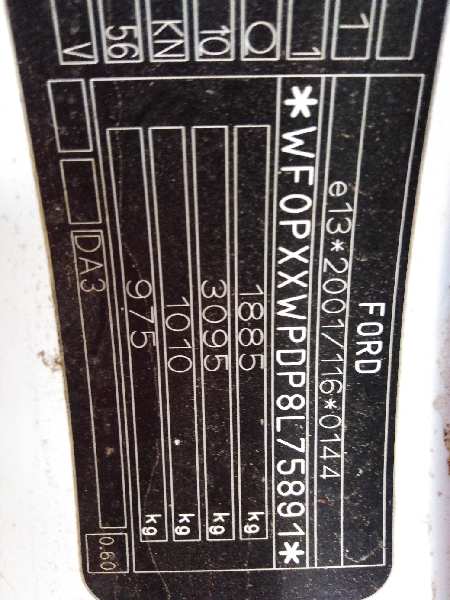 FORD
e13*2001/116*0144
*WF0PXXWPDP8L75891*
1885 kg
3095 kg
1010 kg
975 kg
DA3 0.60
V 56 KN 10 O 1 1